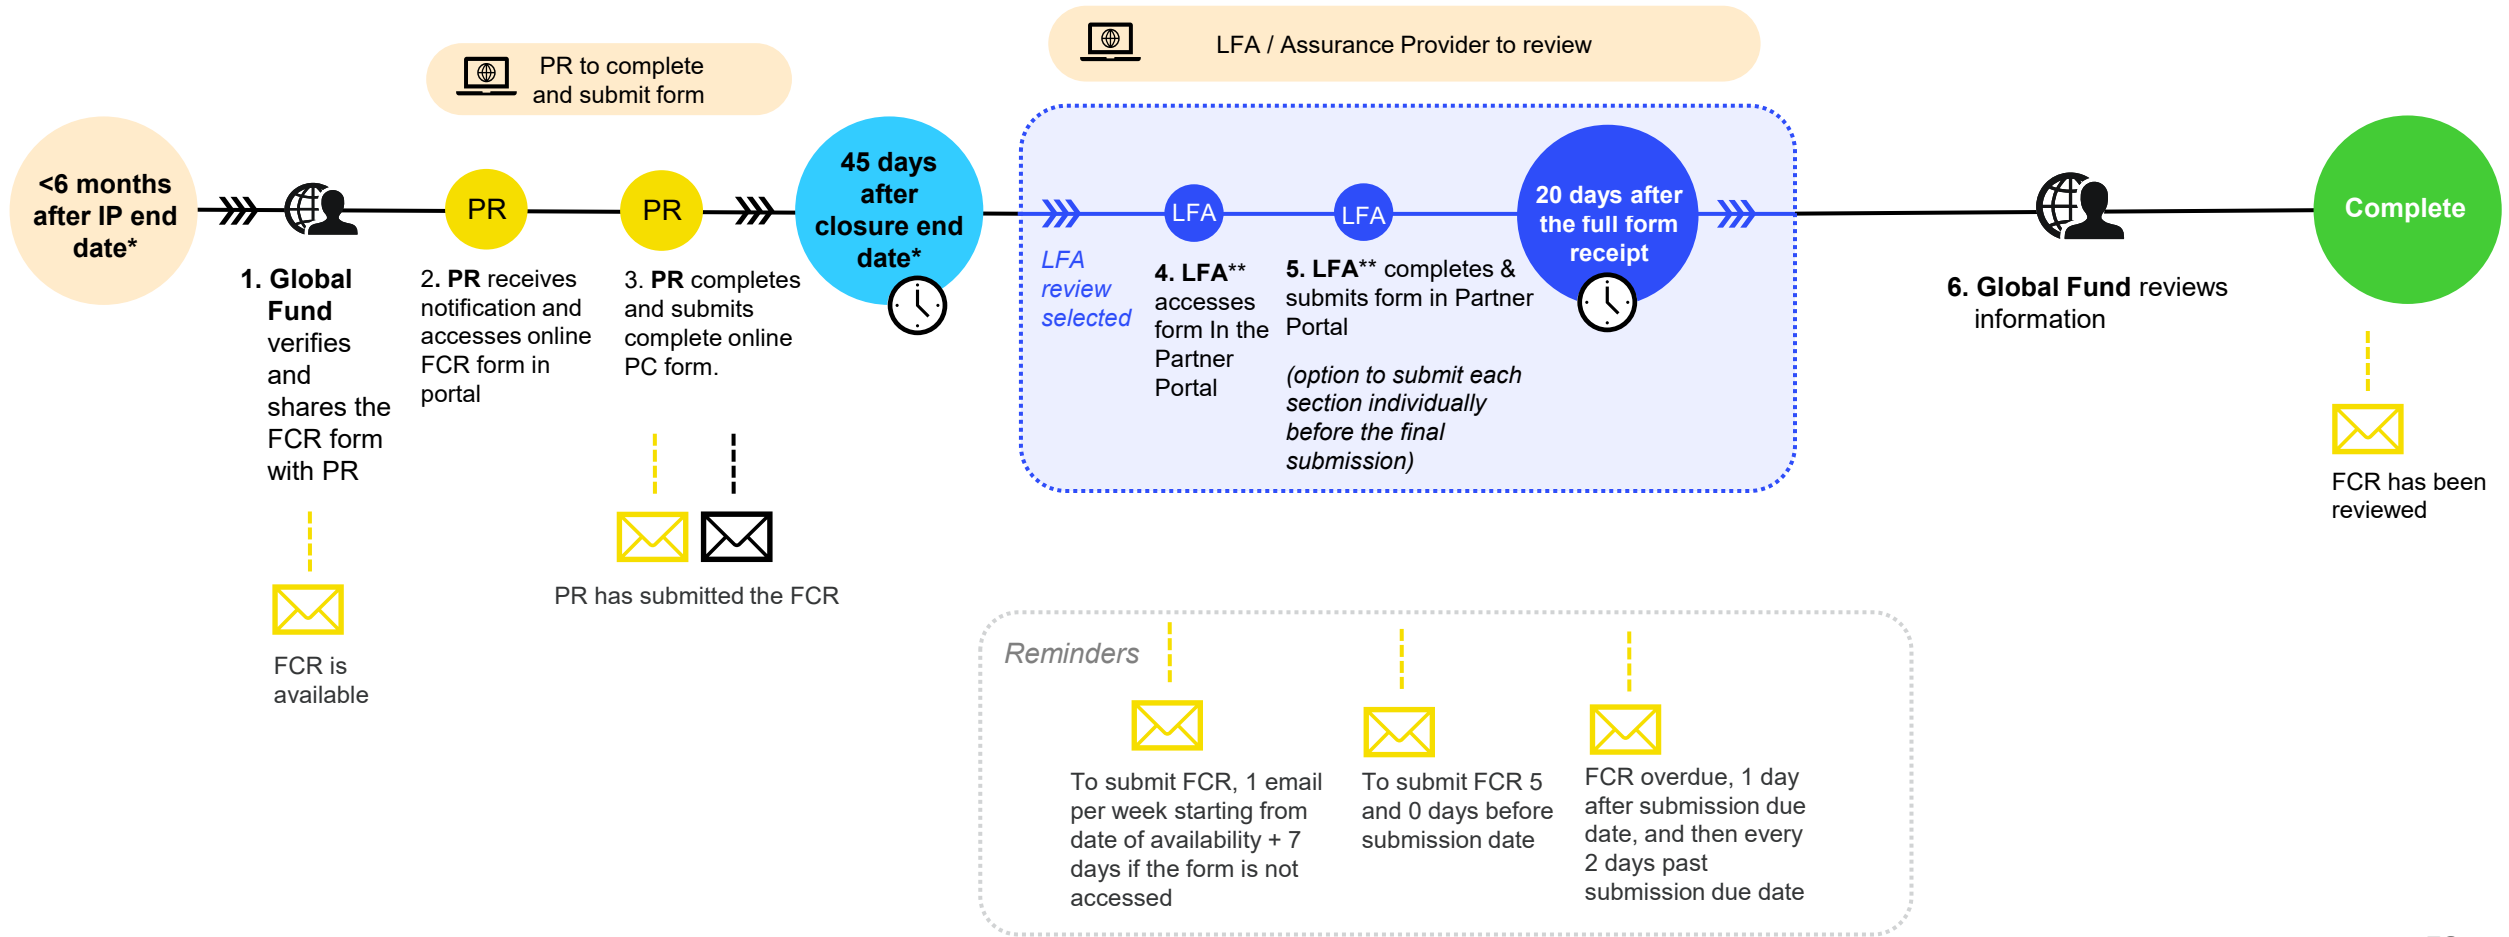 PR to complete
and submit form
LFA / Assurance Provider to review
<6 months
after IP end
date*
PR
PR
45 days
after
closure end
date*
LFA
review
selected
LFA
LFA
20 days after
the full form
receipt
Complete
1. Global
Fund
verifies
and
shares the
FCR form
with PR
2. PR receives
notification and
accesses online
FCR form in
portal
3. PR completes
and submits
complete online
PC form.
4. LFA**
accesses
form In the
Partner
Portal
5. LFA** completes &
submits form in Partner
Portal
(option to submit each
section individually
before the final
submission)
6. Global Fund reviews
information
FCR is
available
PR has submitted the FCR
FCR has been
reviewed
Reminders
To submit FCR, 1 email
per week starting from
date of availability + 7
days if the form is not
accessed
To submit FCR 5
and 0 days before
submission date
FCR overdue, 1 day
after submission due
date, and then every
2 days past
submission due date